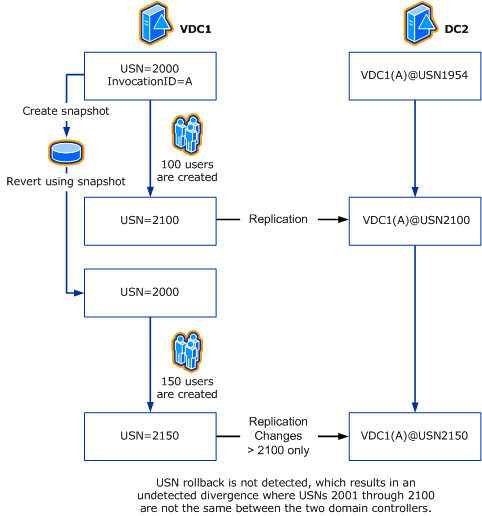 VDC1
DC2
USN=2000
InvocationID=A
VDC1(A)@USN1954
Create snapshot
100 users
are created
Revert using snapshot
USN=2100
Replication
VDC1(A)@USN2100
USN=2000
150 users
are created
USN=2150
Replication
Changes
> 2100 only
VDC1(A)@USN2150
USN rollback is not detected, which results in an
undetected divergence where USNs 2001 through 2100
are not the same between the two domain controllers.